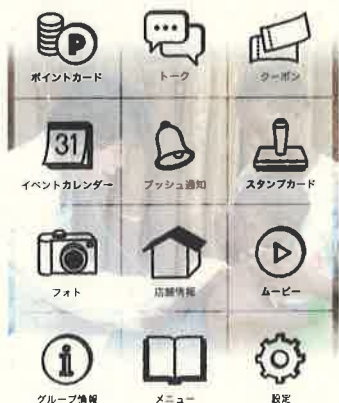 P
ポイントカード
トーク
クーポン
31
イベントカレンダー
プッシュ通知
スタンプカード
フォト
店舗情報
ムービー
i
グループ情報
メニュー
設定